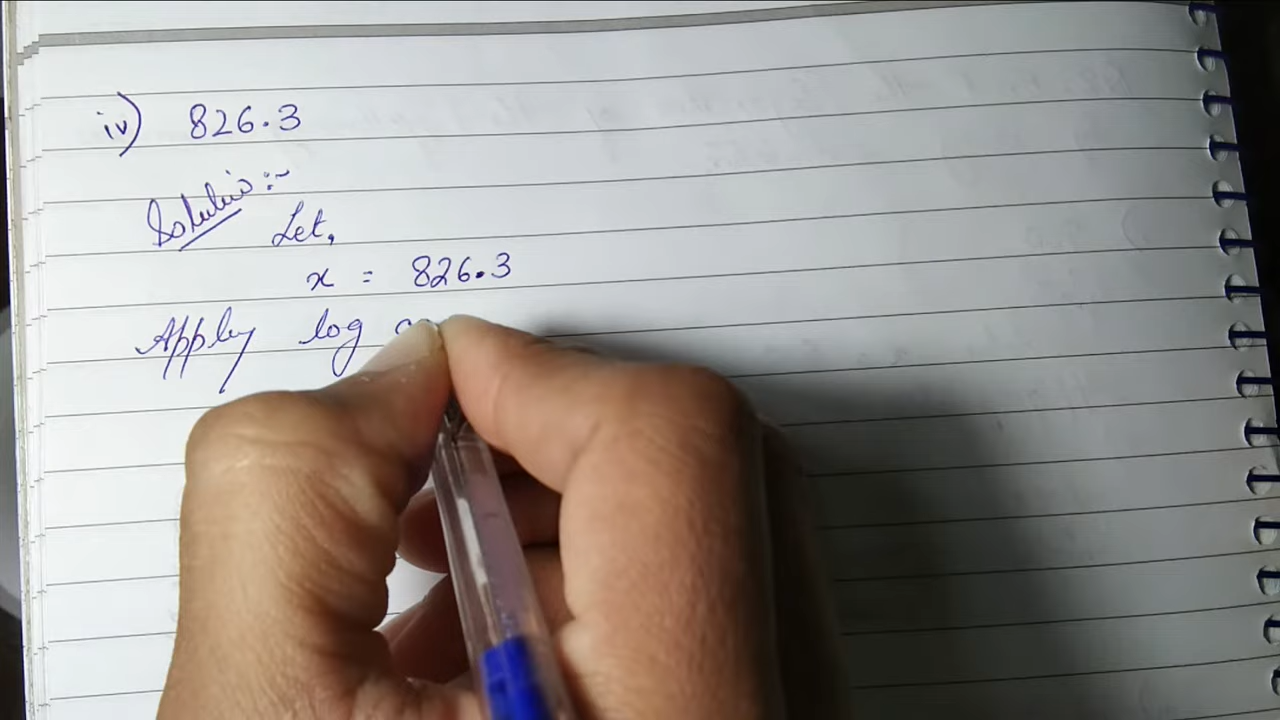 iv) 826.3
Solution :-
Let,
x = 826.3
Apply log